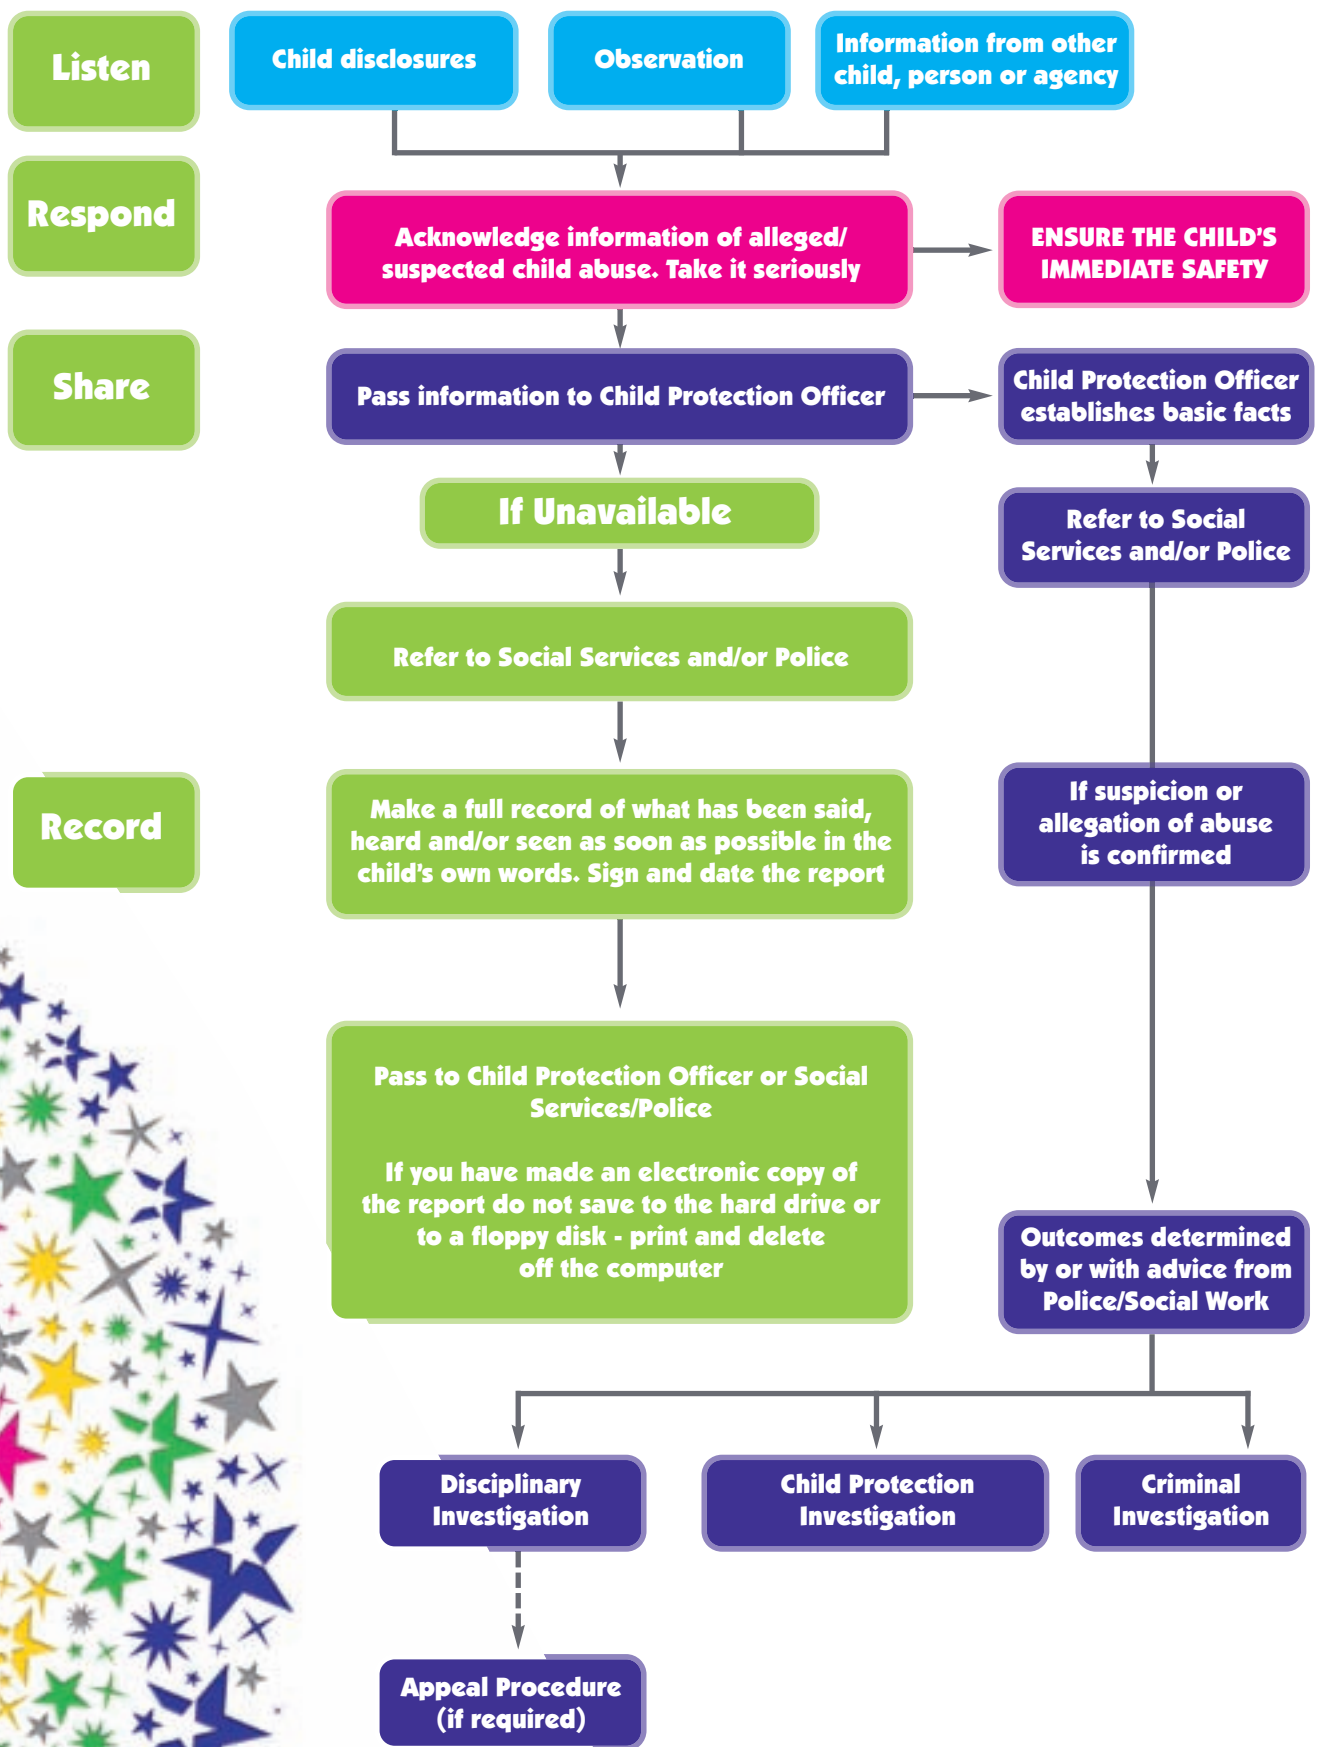 Listen
Child disclosures
Observation
Information from other
child, person or agency
Respond
Acknowledge information of alleged/
suspected child abuse. Take it seriously
ENSURE THE CHILD'S
IMMEDIATE SAFETY
Share
Pass information to Child Protection Officer
Child Protection Officer
establishes basic facts
If Unavailable
Refer to Social
Services and/or Police
Refer to Social Services and/or Police
Record
Make a full record of what has been said,
heard and/or seen as soon as possible in the
child's own words. Sign and date the report
If suspicion or
allegation of abuse
is confirmed
Pass to Child Protection Officer or Social
Services/Police
If you have made an electronic copy of
the report do not save to the hard drive or
to a floppy disk - print and delete
off the computer
Outcomes determined
by or with advice from
Police/Social Work
Disciplinary
Investigation
Child Protection
Investigation
Criminal
Investigation
Appeal Procedure
(if required)